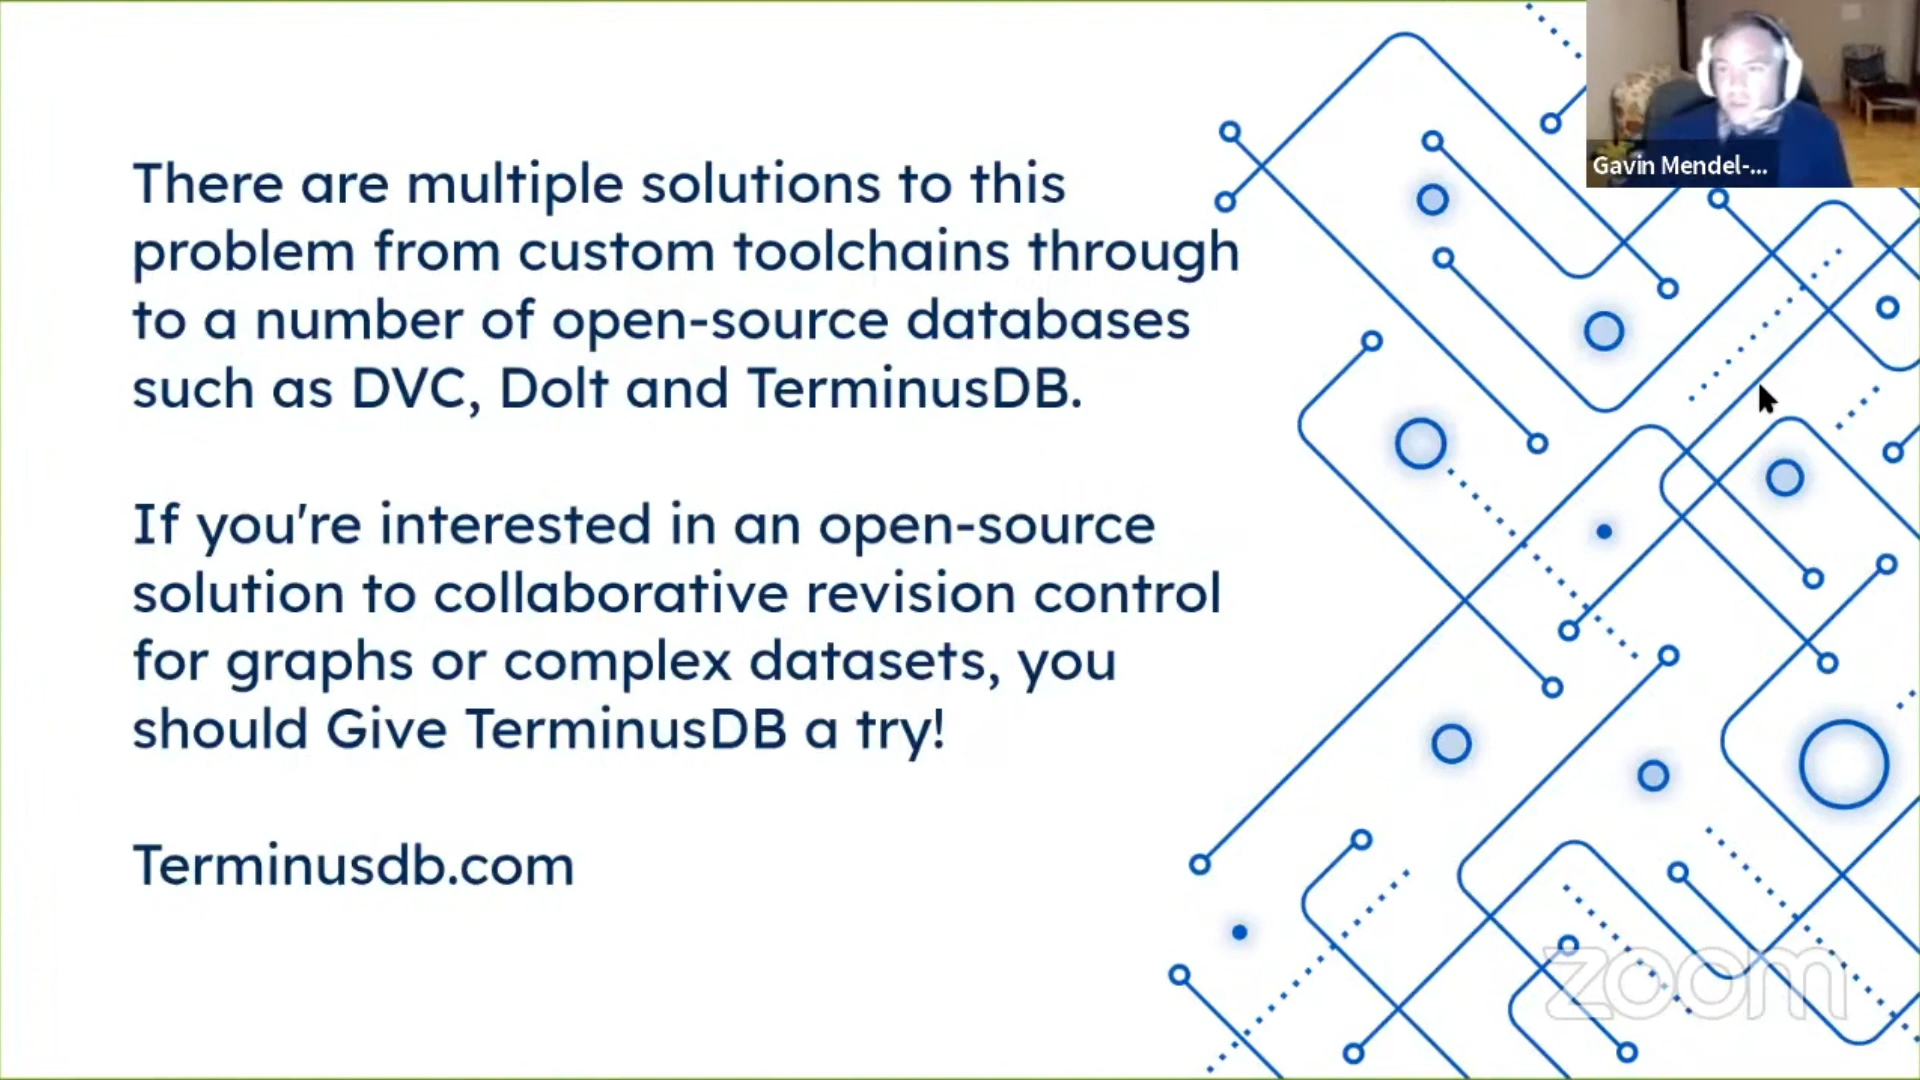 There are multiple solutions to this
problem from custom toolchains through
to a number of open-source databases
such as DVC, Dolt and TerminusDB.
If you're interested in an open-source
solution to collaborative revision control
for graphs or complex datasets, you
should Give TerminusDB a try!
Terminusdb.com
Gavin Mendel-...
zoom